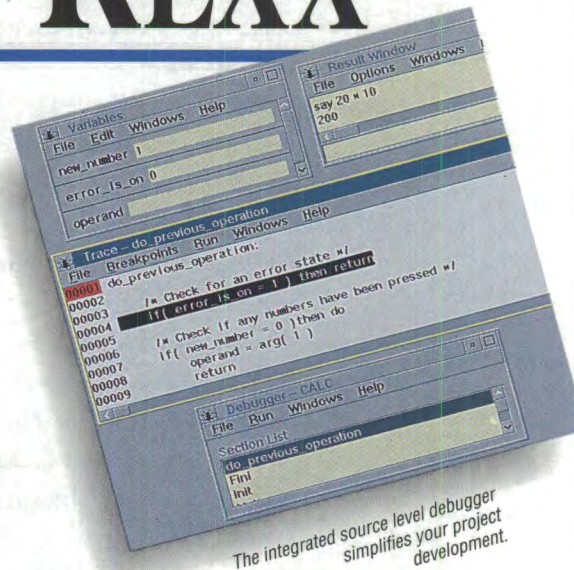 REXX
Variables
File Edit Windows Help
new_number 1
error_is_on 0
operand
Result Window
File Options Windows
say 20 * 10
200
Trace - do_previous_operation
File Breakpoints Run Windows Help
00001 do_previous_operation:
00002
00003 /* Check for an error state */
00004 if( error_is_on = 1 ) then return
00005
00006 /* Check if any numbers have been pressed */
00007 if( new_number = 0 )then do
00008 operand = arg( 1 )
00009 return
Debugger - CALC
File Run Windows Help
Section List
do_previous_operation
Fini
Init
The integrated source level debugger
simplifies your project
development.